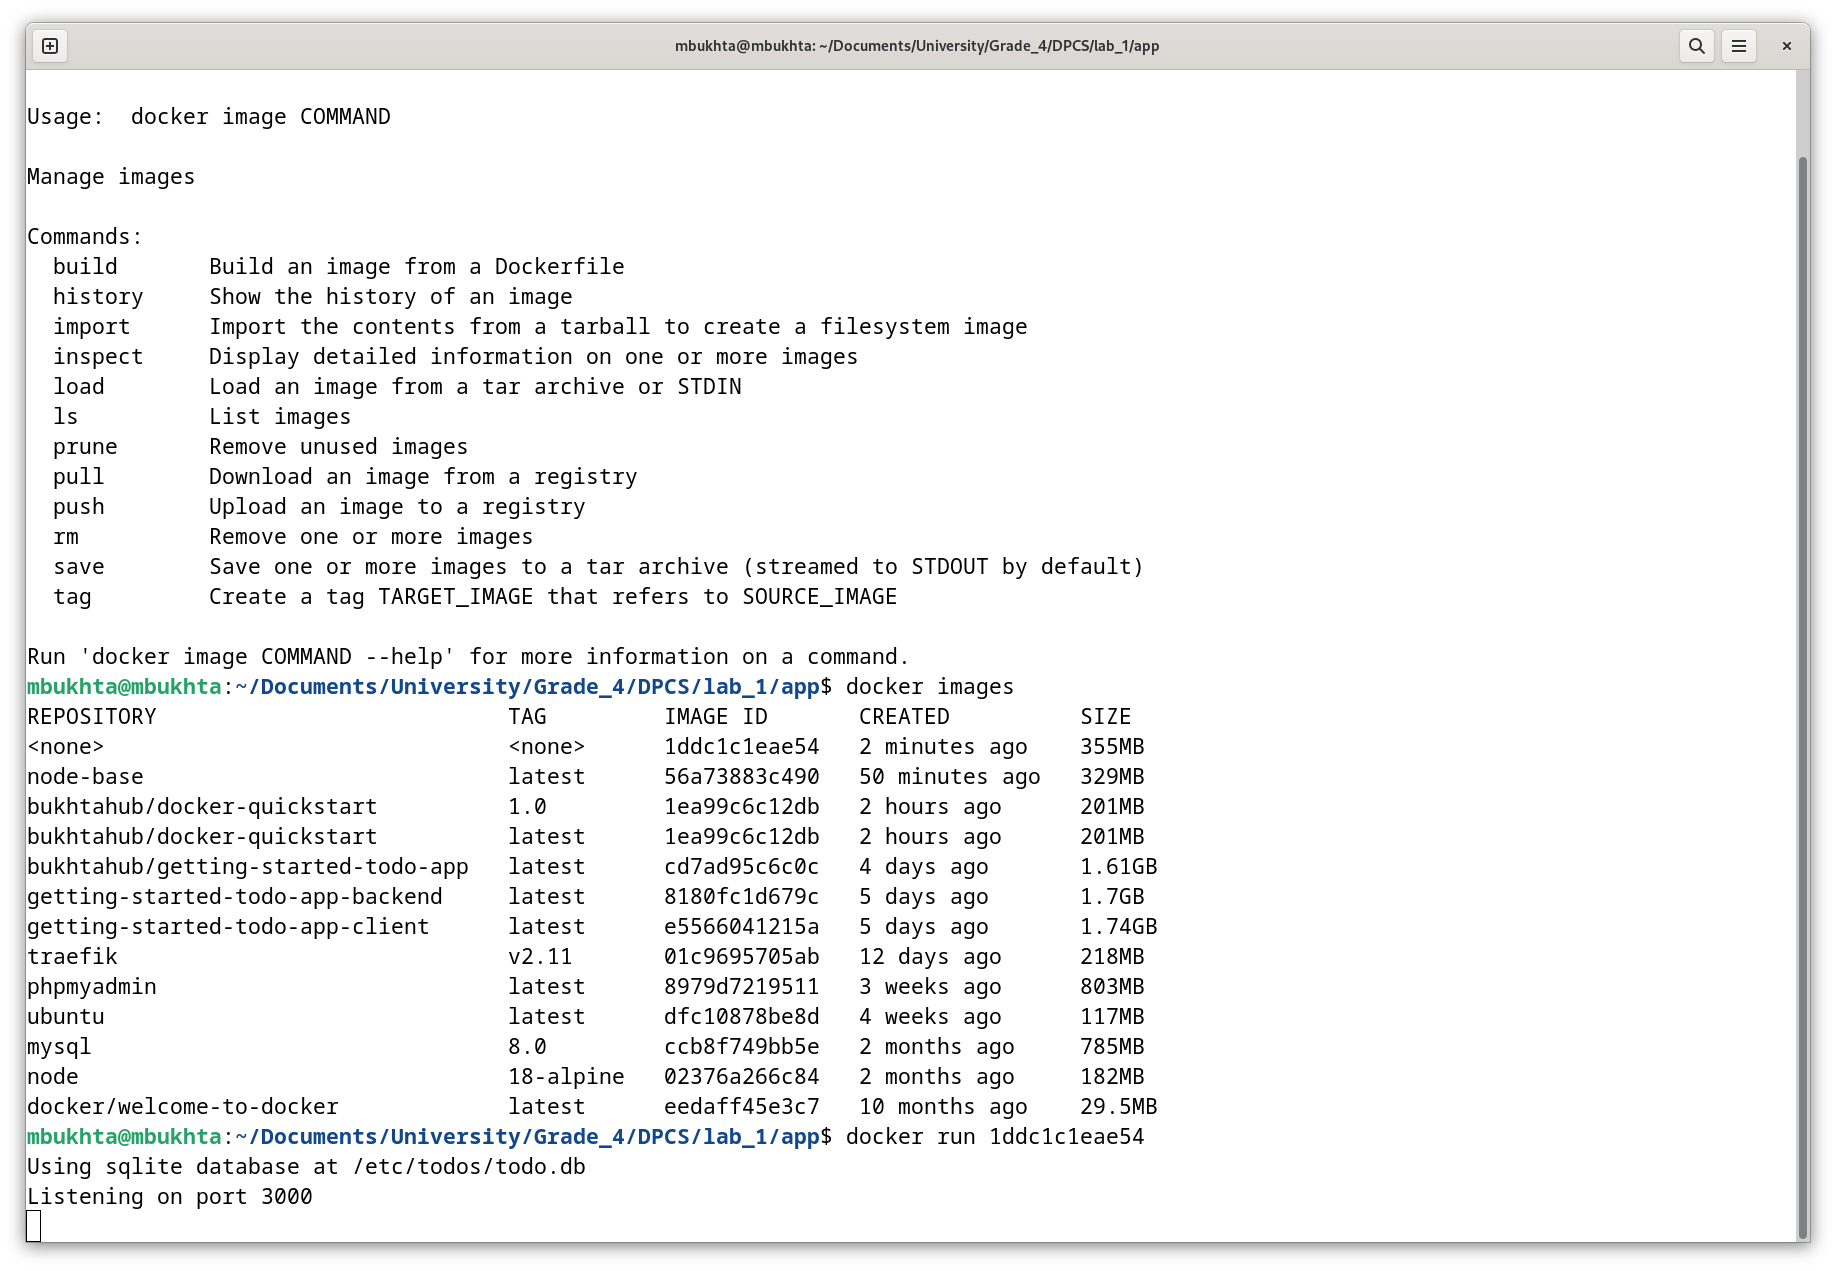 mbukhta@mbukhta: ~/Documents/University/Grade_4/DPCS/lab_1/app
Usage:  docker image COMMAND
Manage images
Commands:
  build       Build an image from a Dockerfile
  history     Show the history of an image
  import      Import the contents from a tarball to create a filesystem image
  inspect     Display detailed information on one or more images
  load        Load an image from a tar archive or STDIN
  ls          List images
  prune       Remove unused images
  pull        Download an image from a registry
  push        Upload an image to a registry
  rm          Remove one or more images
  save        Save one or more images to a tar archive (streamed to STDOUT by default)
  tag         Create a tag TARGET_IMAGE that refers to SOURCE_IMAGE
Run 'docker image COMMAND --help' for more information on a command.
mbukhta@mbukhta:~/Documents/University/Grade_4/DPCS/lab_1/app$ docker images
REPOSITORY                           TAG         IMAGE ID       CREATED          SIZE
<none>                               <none>      1ddc1c1eae54   2 minutes ago    355MB
node-base                            latest      56a73883c490   50 minutes ago   329MB
bukhtahub/docker-quickstart          1.0         1ea99c6c12db   2 hours ago      201MB
bukhtahub/docker-quickstart          latest      1ea99c6c12db   2 hours ago      201MB
bukhtahub/getting-started-todo-app   latest      cd7ad95c6c0c   4 days ago       1.61GB
getting-started-todo-app-backend     latest      8180fc1d679c   5 days ago       1.7GB
getting-started-todo-app-client      latest      e5566041215a   5 days ago       1.74GB
traefik                              v2.11       01c9695705ab   12 days ago      218MB
phpmyadmin                           latest      8979d7219511   3 weeks ago      803MB
ubuntu                               latest      dfc10878be8d   4 weeks ago      117MB
mysql                                8.0         ccb8f749bb5e   2 months ago     785MB
node                                 18-alpine   02376a266c84   2 months ago     182MB
docker/welcome-to-docker             latest      eedaff45e3c7   10 months ago    29.5MB
mbukhta@mbukhta:~/Documents/University/Grade_4/DPCS/lab_1/app$ docker run 1ddc1c1eae54
Using sqlite database at /etc/todos/todo.db
Listening on port 3000